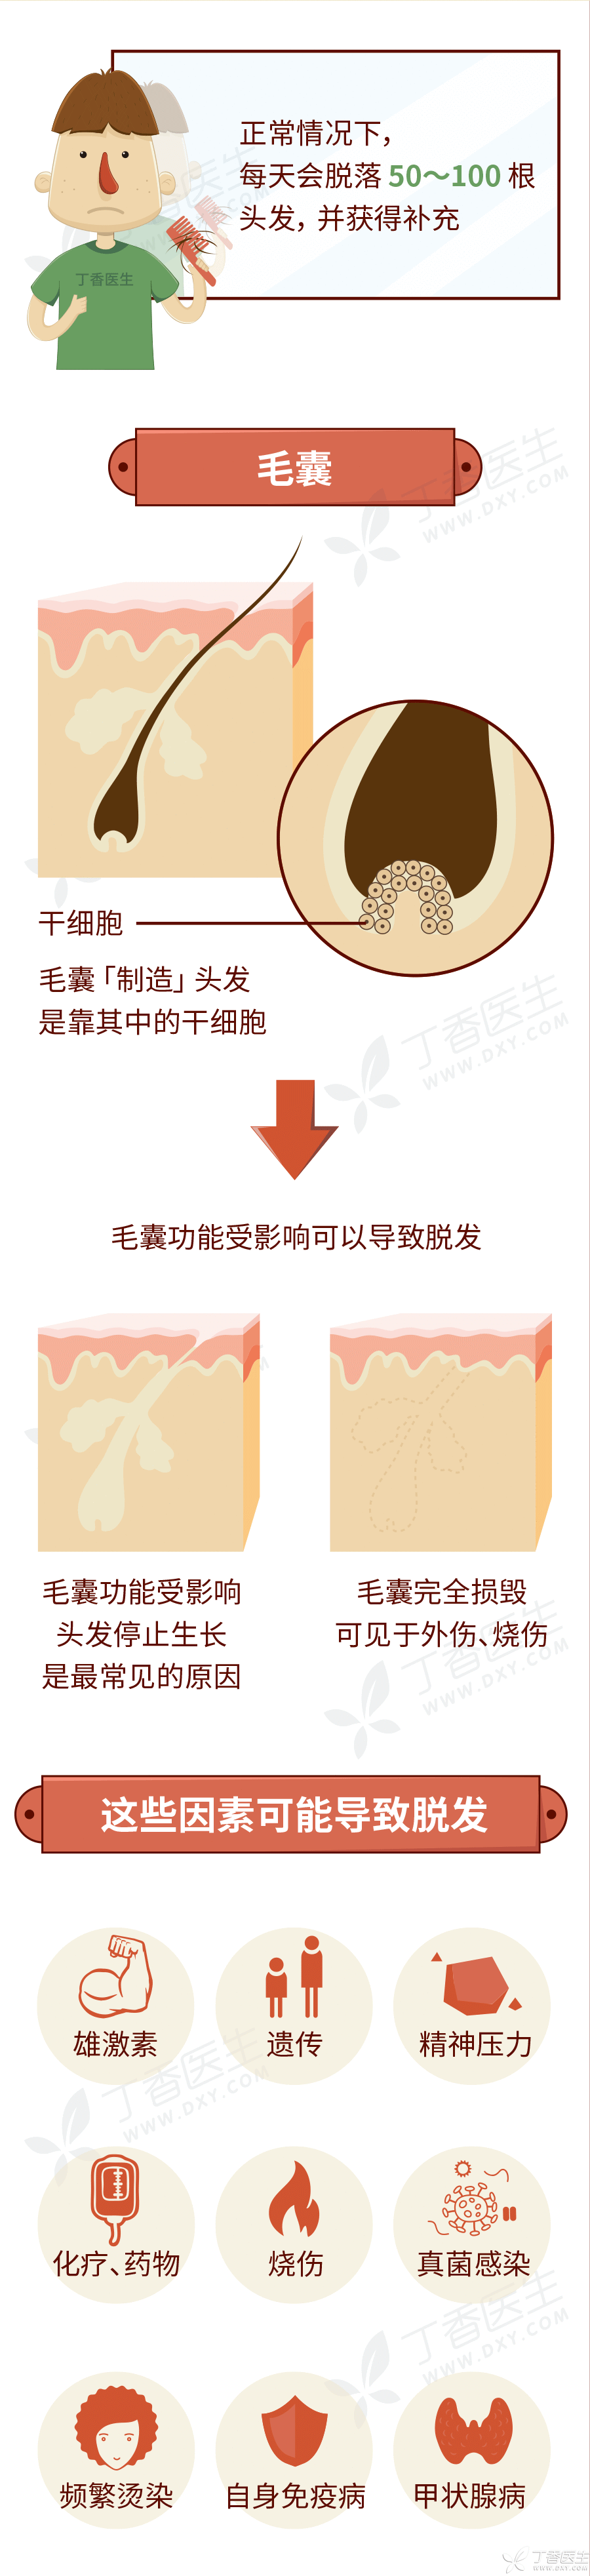 正常情况下，
每天会脱落 50～100 根
头发，并获得补充
丁香医生
毛囊
丁香医生
WWW.DXY.COM
干细胞
毛囊「制造」头发
是靠其中的干细胞
丁香医生
WWW.DXY.COM
毛囊功能受影响可以导致脱发
毛囊功能受影响
头发停止生长
是最常见的原因
毛囊完全损毁
可见于外伤、烧伤
丁香医生
WWW.DXY.COM
这些因素可能导致脱发
雄激素
遗传
精神压力
丁香医生
WWW.DXY.COM
化疗、药物
烧伤
真菌感染
丁香医生
WWW.DXY.COM
频繁烫染
自身免疫病
甲状腺病
丁香医生
WWW.DXY.COM